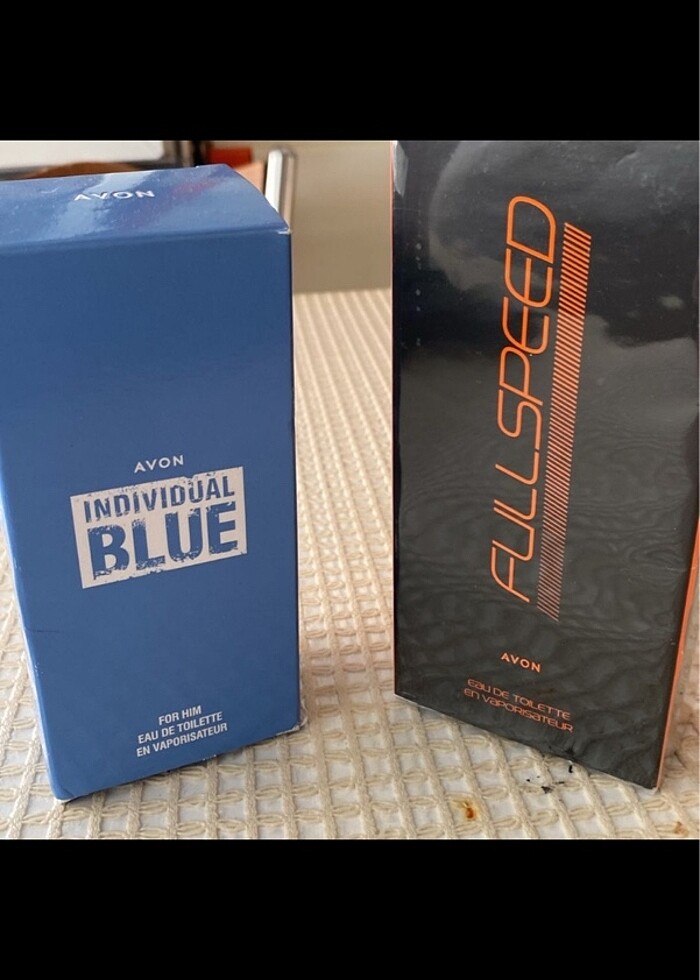 AVON
AVON
INDIVIDUAL
BLUE
FOR HIM
EAU DE TOILETTE
EN VAPORISATEUR
FULLSPEED
AVON
EAU DE TOILETTE
EN VAPORISATEUR